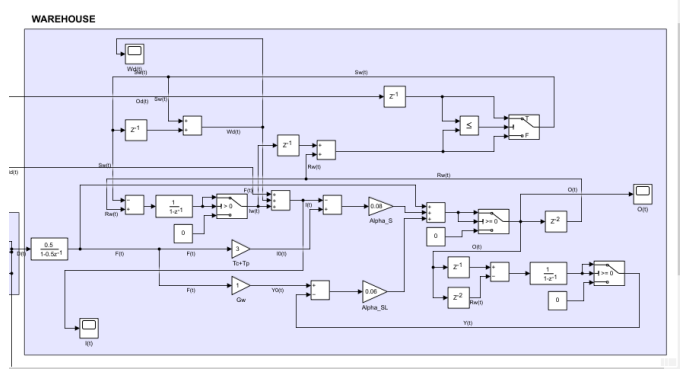 WAREHOUSE
Wd(t)
Sw(t)
Sw(t)
Od(t)
Sw(t)
z-1
z-1
Wd(t)
≤
T
F
z-1
Rw(t)
Sw(t)
Rw(t)
F(t)
O(t)
O(t)
Rw(t)
1
1-z-1
> 0
Iw(t)
I(t)
0
0.08
Alpha_S
>= 0
0
z-2
O(t)
0.5
1-0.5z-1
D(t)
F(t)
F(t)
3
Tc+Tp
I0(t)
F(t)
1
Gw
Y0(t)
0.06
Alpha_SL
z-1
z-2
Rw(t)
1
1-z-1
>= 0
0
Y(t)
I(t)